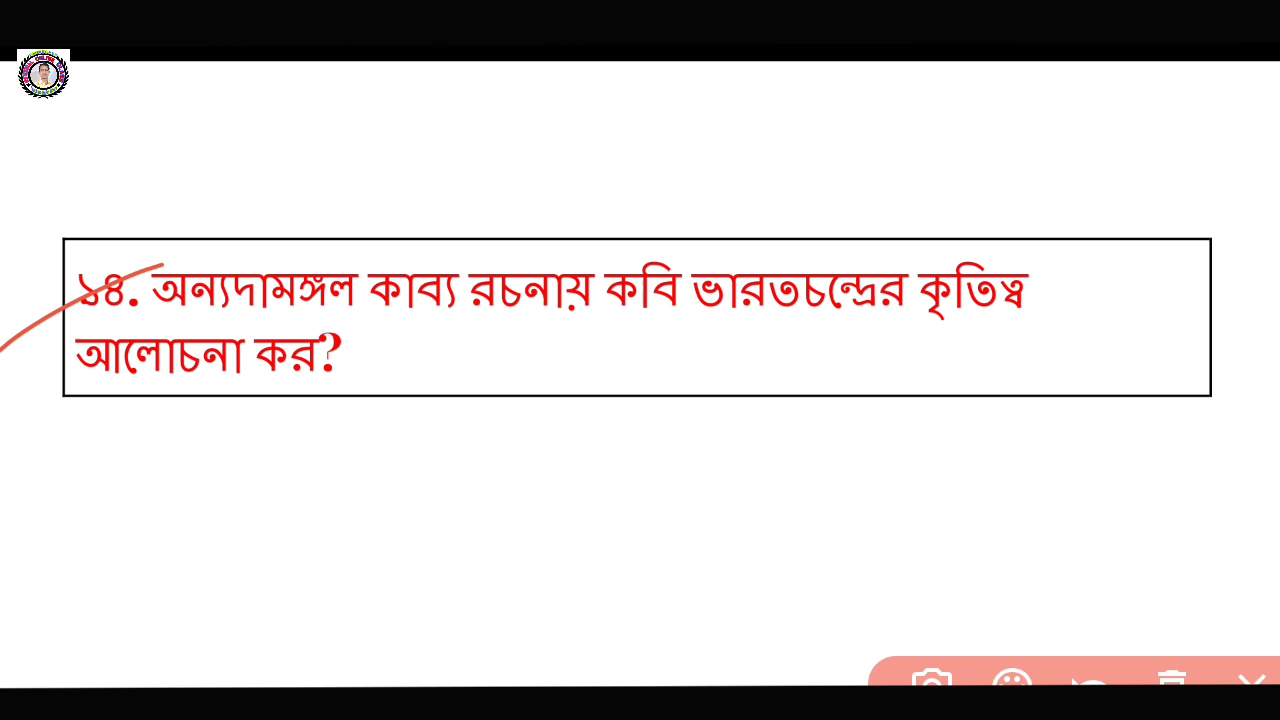 ১৪. অন্যদামঙ্গল কাব্য রচনায় কবি ভারতচন্দ্রের কৃতিত্ব
আলোচনা কর?